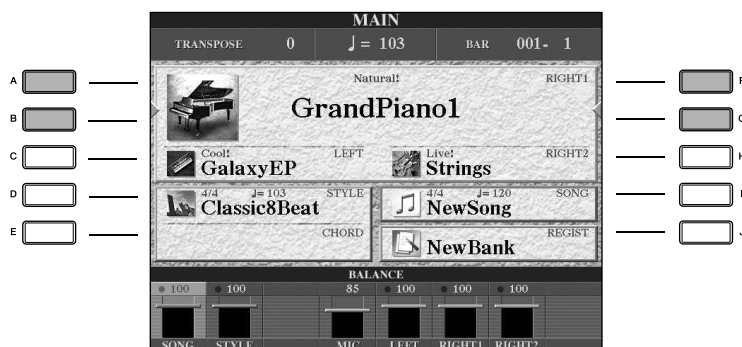 MAIN
TRANSPOSE 0 ♩= 103 BAR 001- 1
A
Natural! RIGHT1
B
GrandPiano1
C
Cool! LEFT Live! RIGHT2
GalaxyEP Strings
D
4/4 ♩= 103 STYLE 4/4 ♩= 120 SONG
Classic8Beat NewSong
E
CHORD REGIST
NewBank
BALANCE
100 100 85 100 100 100
SONG STYLE MIC LEFT RIGHT1 RIGHT2